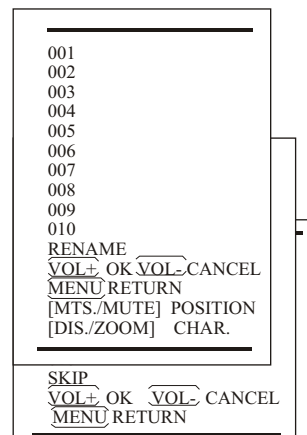 001
002
003
004
005
006
007
008
009
010
RENAME
VOL+ OK VOL- CANCEL
MENU RETURN
[MTS./MUTE] POSITION
[DIS./ZOOM] CHAR.
SKIP
VOL+ OK VOL- CANCEL
MENU RETURN